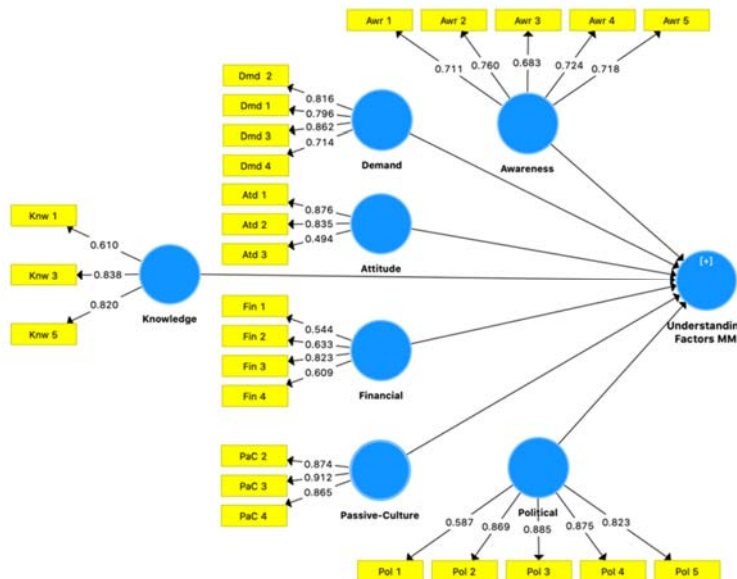 Awr 1
Awr 2
Awr 3
Awr 4
Awr 5
0.711
0.760
0.683
0.724
0.718
Awareness
Dmd 2
Dmd 1
Dmd 3
Dmd 4
0.816
0.796
0.862
0.714
Demand
Atd 1
Atd 2
Atd 3
0.876
0.835
0.494
Attitude
Knw 1
Knw 3
Knw 5
0.610
0.838
0.820
Knowledge
[+]
Understanding
Factors MM
Fin 1
Fin 2
Fin 3
Fin 4
0.544
0.633
0.823
0.609
Financial
PaC 2
PaC 3
PaC 4
0.874
0.912
0.865
Passive-Culture
Political
0.587
0.869
0.885
0.875
0.823
Pol 1
Pol 2
Pol 3
Pol 4
Pol 5